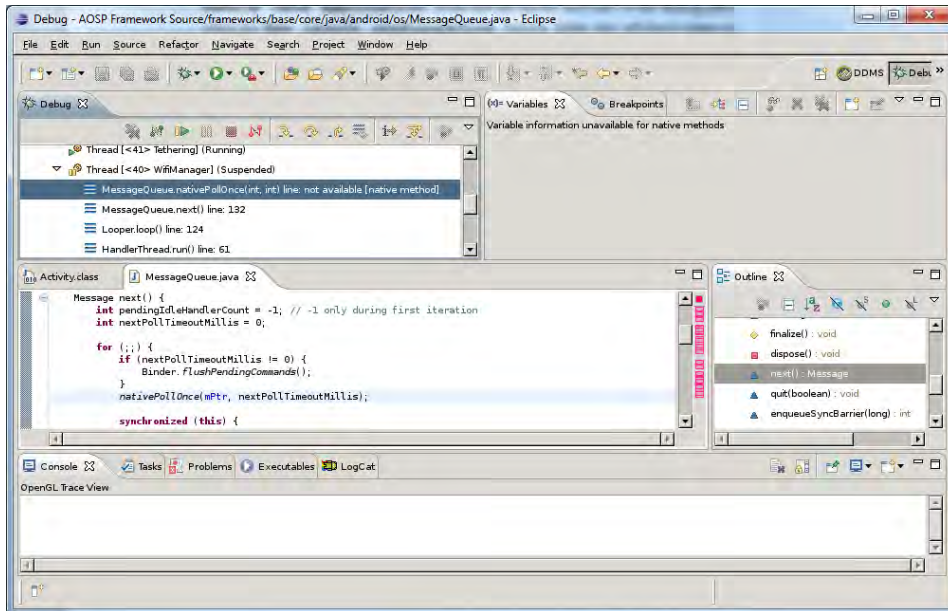 Debug - AOSP Framework Source/frameworks/base/core/java/android/os/MessageQueue.java - Eclipse
File Edit Run Source Refactor Navigate Search Project Window Help
DDMS Debu »
Debug
Thread [<41> Tethering] (Running)
Thread [<40> WifiManager] (Suspended)
MessageQueue.nativePollOnce(int, int) line: not available [native method]
MessageQueue.next() line: 132
Looper.loop() line: 124
HandlerThread.run() line: 61
(x)= Variables Breakpoints
Variable information unavailable for native methods
Activity.class MessageQueue.java
Message next() {
int pendingIdleHandlerCount = -1; // -1 only during first iteration
int nextPollTimeoutMillis = 0;
for (;;) {
if (nextPollTimeoutMillis != 0) {
Binder.flushPendingCommands();
}
nativePollOnce(mPtr, nextPollTimeoutMillis);
synchronized (this) {
Outline
finalize() : void
dispose() : void
next() : Message
quit(boolean) : void
enqueueSyncBarrier(long) : int
Console Tasks Problems Executables LogCat
OpenGL Trace View